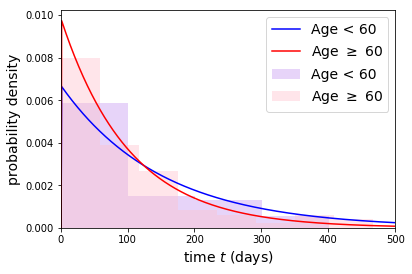 0.010
0.008
0.006
0.004
0.002
0.000
probability density
0 100 200 300 400 500
time t (days)
Age < 60
Age ≥ 60
Age < 60
Age ≥ 60